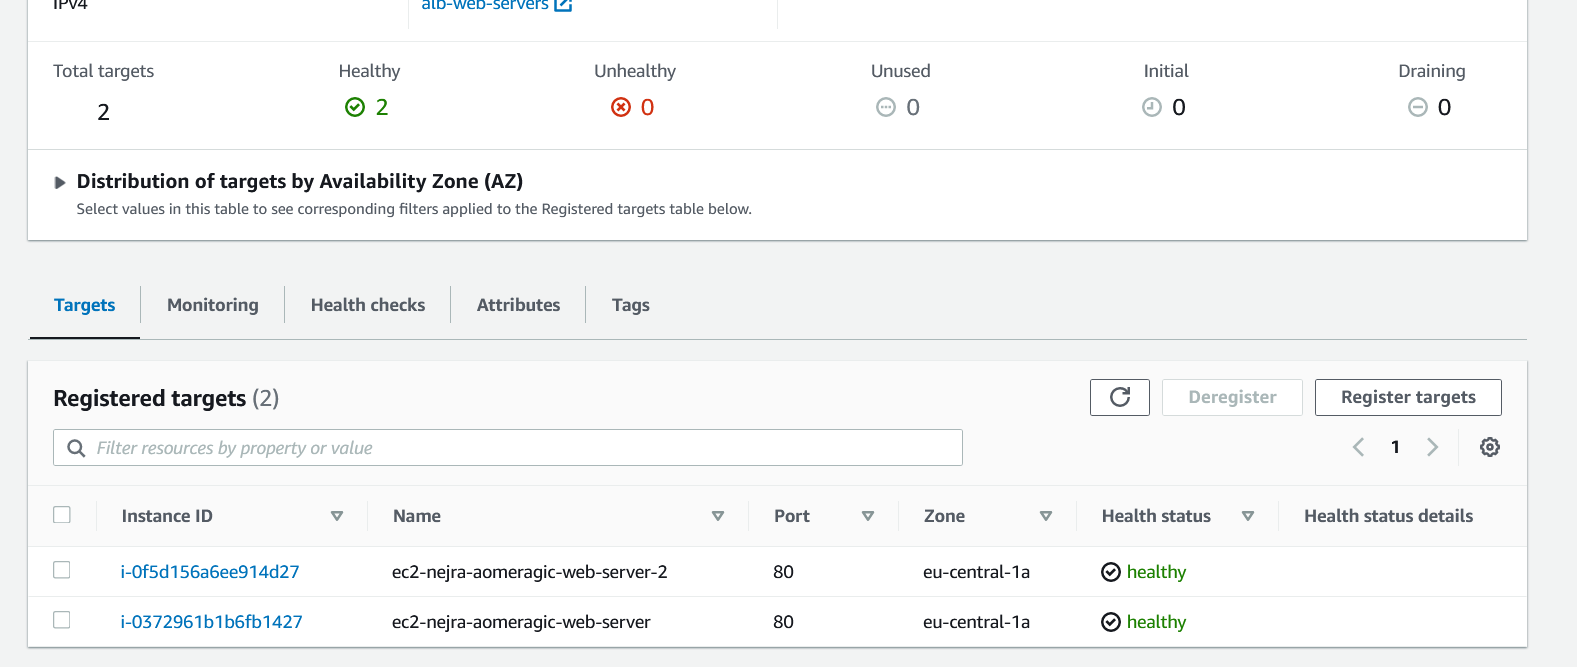 IPv4
alb-web-servers
Total targets
Healthy
Unhealthy
Unused
Initial
Draining
2
2
0
0
0
0
Distribution of targets by Availability Zone (AZ)
Select values in this table to see corresponding filters applied to the Registered targets table below.
Targets
Monitoring
Health checks
Attributes
Tags
Registered targets (2)
Deregister
Register targets
Filter resources by property or value
1
Instance ID
Name
Port
Zone
Health status
Health status details
i-0f5d156a6ee914d27
ec2-nejra-aomeragic-web-server-2
80
eu-central-1a
healthy
i-0372961b1b6fb1427
ec2-nejra-aomeragic-web-server
80
eu-central-1a
healthy